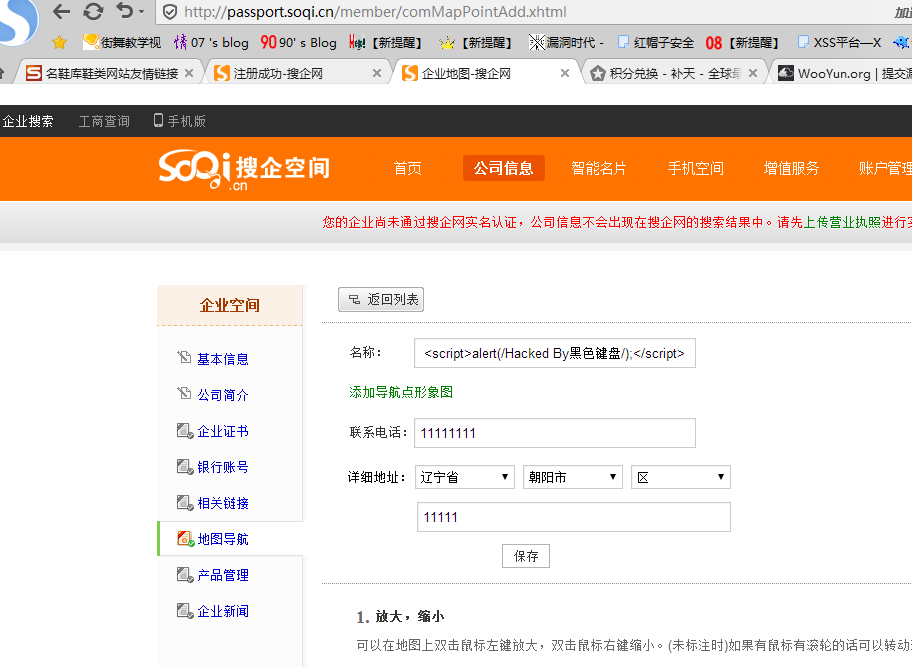 http://passport.soqi.cn/member/comMapPointAdd.xhtml
街舞教学视 07 's blog 90 90' s Blog 【新提醒】 【新提醒】 漏洞时代 - 红帽子安全 08 【新提醒】 XSS平台—X
名鞋库鞋类网站友情链接 × 注册成功-搜企网 × 企业地图-搜企网 × 积分兑换 - 补天 - 全球最 × WooYun.org | 提交漏
企业搜索 工商查询 手机版
SOQi.cn 搜企空间 首页 公司信息 智能名片 手机空间 增值服务 账户管理
您的企业尚未通过搜企网实名认证，公司信息不会出现在搜企网的搜索结果中。请先上传营业执照进行实
企业空间
基本信息
公司简介
企业证书
银行账号
相关链接
地图导航
产品管理
企业新闻
返回列表
名称： <script>alert(/Hacked By黑色键盘/);</script>
添加导航点形象图
联系电话： 11111111
详细地址： 辽宁省 朝阳市 区
11111
保存
1. 放大，缩小
可以在地图上双击鼠标左键放大，双击鼠标右键缩小。(未标注时)如果有鼠标有滚轮的话可以转动